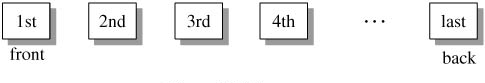 1st 2nd 3rd 4th ... last
front back